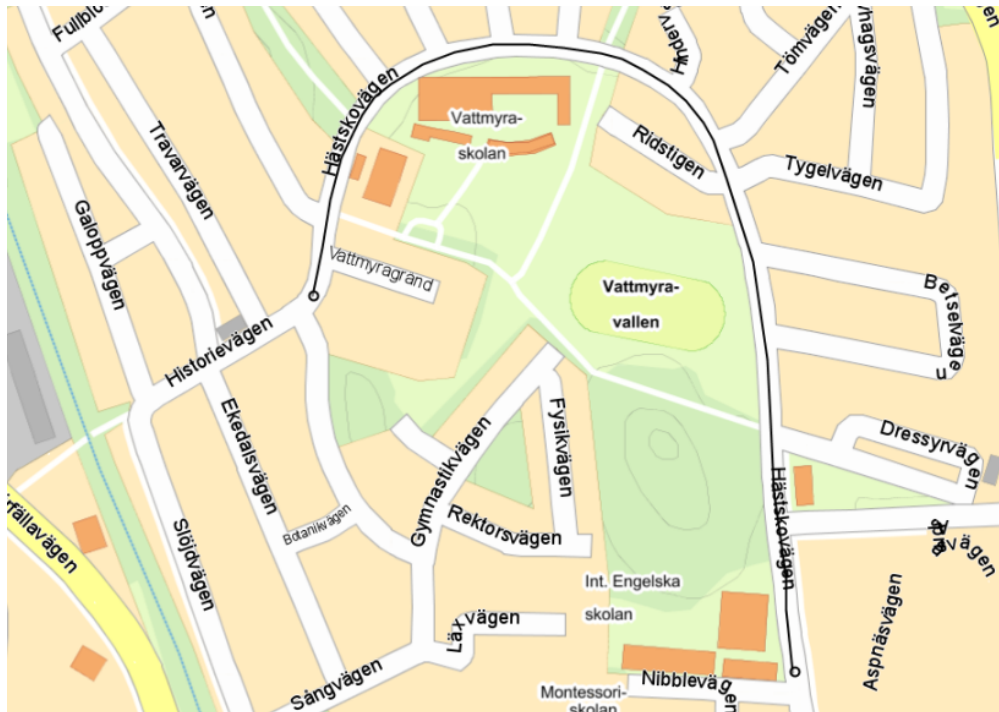 Travarvägen
Galoppvägen
Historievägen
Ekedalsvägen
Slöjdvägen
Botanikvägen
Sångvägen
Läxvägen
Hästskovägen
Vattmyra-
skolan
Vattmyragränd
Gymnastikvägen
Rektorsvägen
Fysikvägen
Vattmyra-
vallen
Ridstigen
Tömvägen
Tygelvägen
Betselvägen
Dressyrvägen
Hästskovägen
Int. Engelska
skolan
Montessori-
skolan
Nibblevägen
Aspnäsvägen